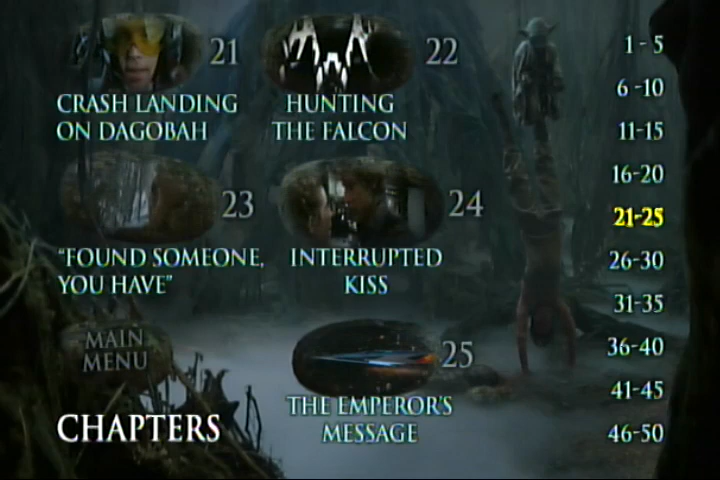 21
CRASH LANDING
ON DAGOBAH
22
HUNTING
THE FALCON
23
"FOUND SOMEONE,
YOU HAVE"
24
INTERRUPTED
KISS
MAIN
MENU
25
THE EMPEROR'S
MESSAGE
CHAPTERS
1-5
6-10
11-15
16-20
21-25
26-30
31-35
36-40
41-45
46-50